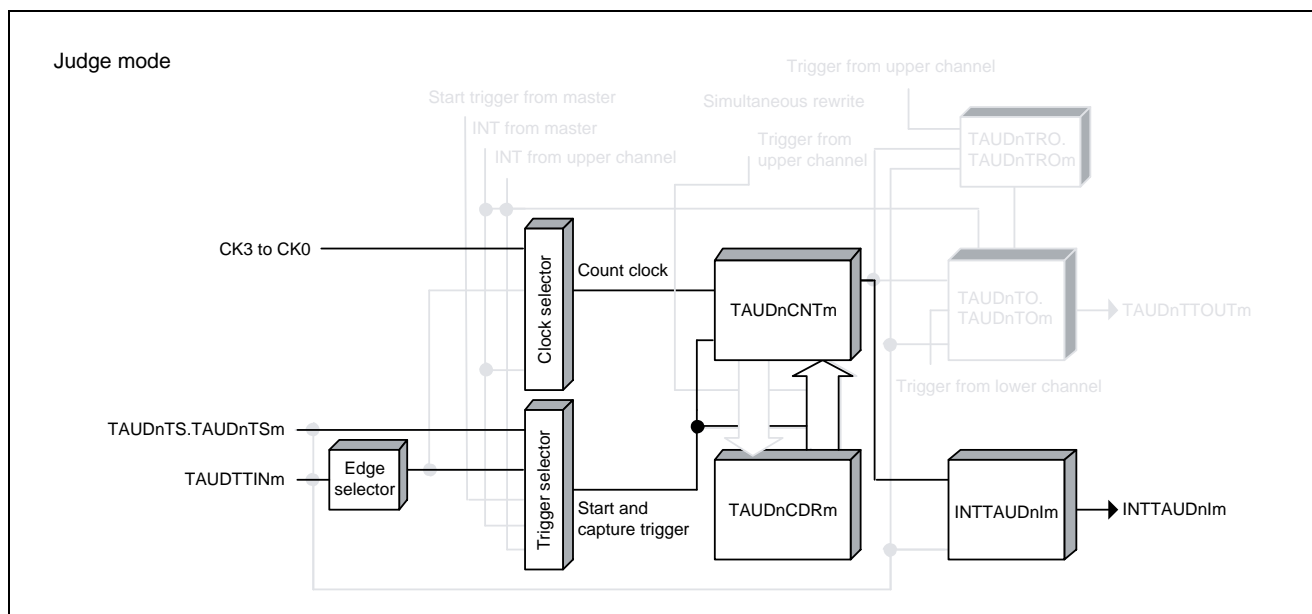 Judge mode
Trigger from upper channel
Start trigger from master
Simultaneous rewrite
INT from master
Trigger from
upper channel
INT from upper channel
TAUDnTRO.
TAUDnTROm
CK3 to CK0
Clock selector
Count clock
TAUDnCNTm
TAUDnTO.
TAUDnTOm
TAUDnTTOUTm
Trigger from lower channel
TAUDnTS.TAUDnTSm
TAUDTTINm
Edge
selector
Trigger selector
Start and
capture trigger
TAUDnCDRm
INTTAUDnIm
INTTAUDnIm